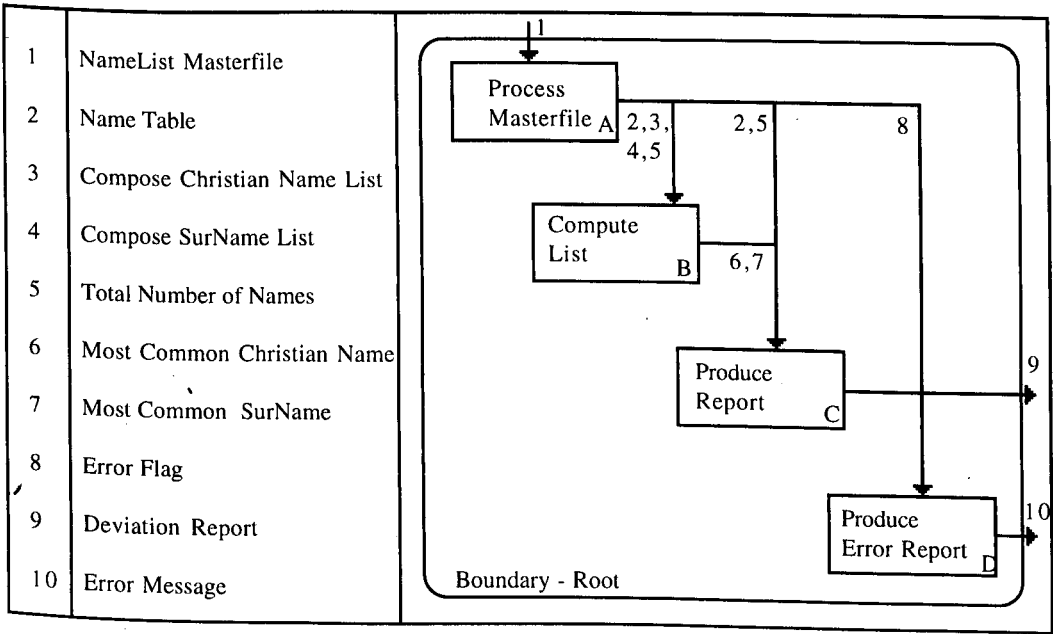 1 NameList Masterfile
2 Name Table
3 Compose Christian Name List
4 Compose SurName List
5 Total Number of Names
6 Most Common Christian Name
7 Most Common SurName
8 Error Flag
9 Deviation Report
10 Error Message
1
Process
Masterfile A
2,3,
4,5
2,5
8
Compute
List
B
6,7
Produce
Report
C
9
Produce
Error Report
D
10
Boundary - Root